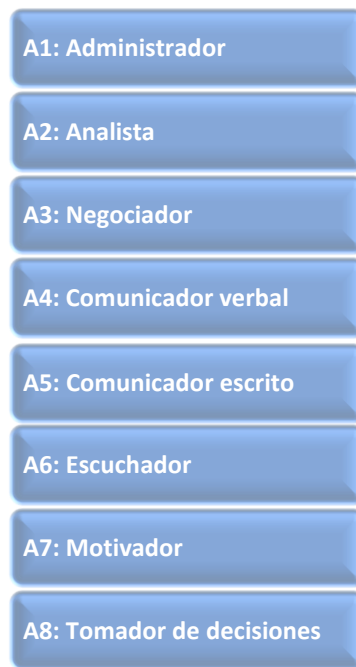 A1: Administrador
A2: Analista
A3: Negociador
A4: Comunicador verbal
A5: Comunicador escrito
A6: Escuchador
A7: Motivador
A8: Tomador de decisiones